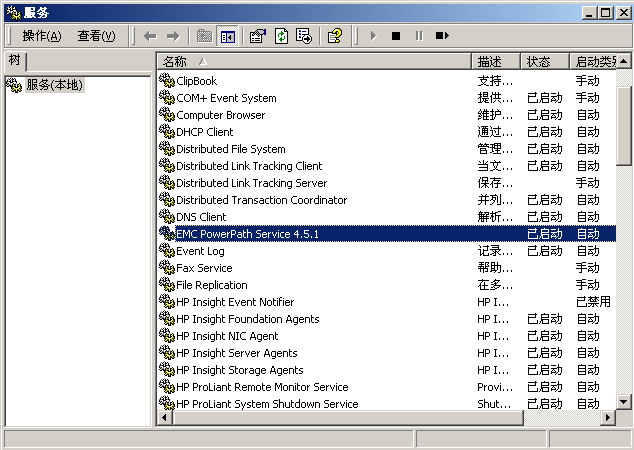 服务
操作(A) 查看(V)
树
服务(本地)
名称 描述 状态 启动类别
ClipBook 支持... 手动
COM+ Event System 提供... 已启动 手动
Computer Browser 维护... 已启动 自动
DHCP Client 通过... 已启动 自动
Distributed File System 管理... 已启动 自动
Distributed Link Tracking Client 当文... 已启动 自动
Distributed Link Tracking Server 保存... 手动
Distributed Transaction Coordinator 并列... 已启动 自动
DNS Client 解析... 已启动 自动
EMC PowerPath Service 4.5.1 已启动 自动
Event Log 记录... 已启动 自动
Fax Service 帮助... 手动
File Replication 在多... 手动
HP Insight Event Notifier HP I... 已禁用
HP Insight Foundation Agents HP I... 已启动 自动
HP Insight NIC Agent HP I... 已启动 自动
HP Insight Server Agents HP I... 已启动 自动
HP Insight Storage Agents HP I... 已启动 自动
HP ProLiant Remote Monitor Service Provi... 已启动 自动
HP ProLiant System Shutdown Service Shut... 已启动 自动